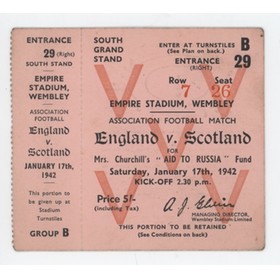 ENTRANCE
29 (Right)
SOUTH STAND
EMPIRE
STADIUM,
WEMBLEY
ASSOCIATION
FOOTBALL
MATCH
England
v.
Scotland
JANUARY 17th,
1942
This portion to
be given up at
Stadium
Turnstiles
GROUP B
SOUTH
GRAND
STAND
ENTER AT TURNSTILES
(See Plan on back.)
B
ENTRANCE
(RIGHT)
29
Row Seat
7 26
EMPIRE STADIUM, WEMBLEY
ASSOCIATION FOOTBALL MATCH
England v. Scotland
FOR
Mrs. Churchill's "AID TO RUSSIA" Fund
Saturday, January 17th, 1942
KICK-OFF 2.30 p.m.
Price 5/-
(including Tax)
A. J. Elvin
MANAGING DIRECTOR,
Wembley Stadium Limited
THIS PORTION TO BE RETAINED
(See Conditions on back)